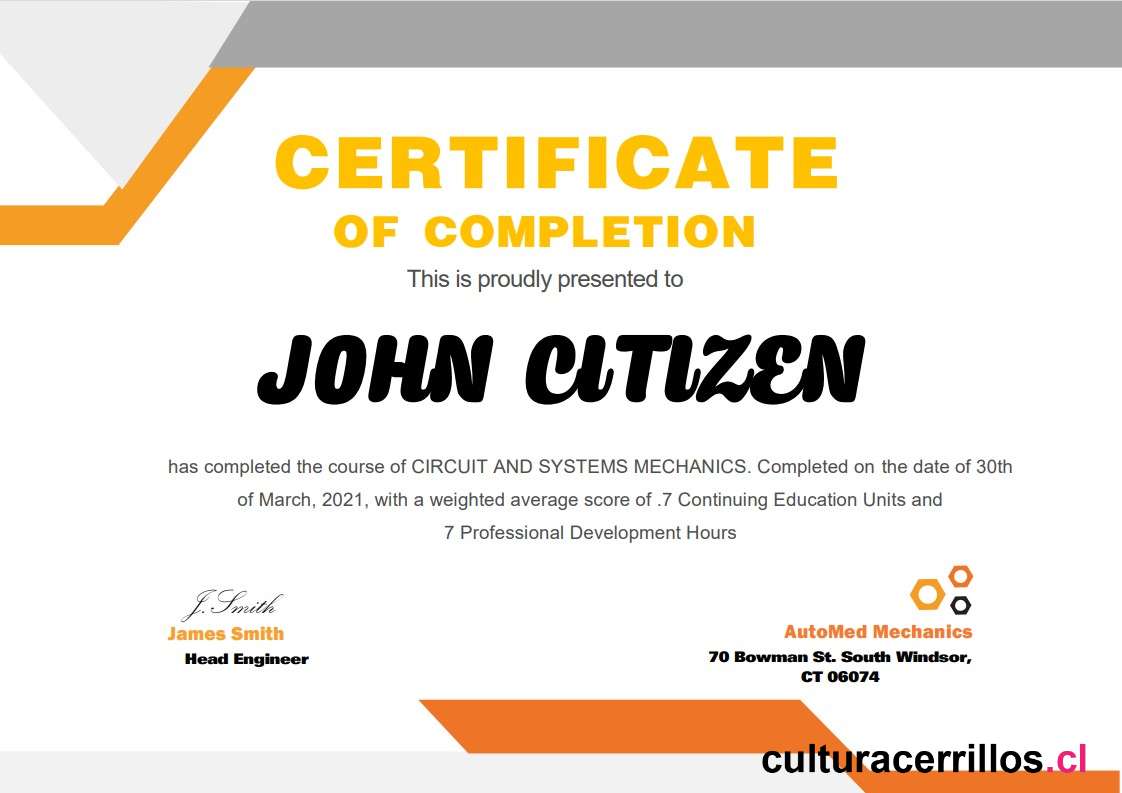 CERTIFICATE
OF COMPLETION
This is proudly presented to
JOHN CITIZEN
has completed the course of CIRCUIT AND SYSTEMS MECHANICS. Completed on the date of 30th
of March, 2021, with a weighted average score of .7 Continuing Education Units and
7 Professional Development Hours
J. Smith
James Smith
Head Engineer
AutoMed Mechanics
70 Bowman St. South Windsor,
CT 06074
culturacerrillos.cl